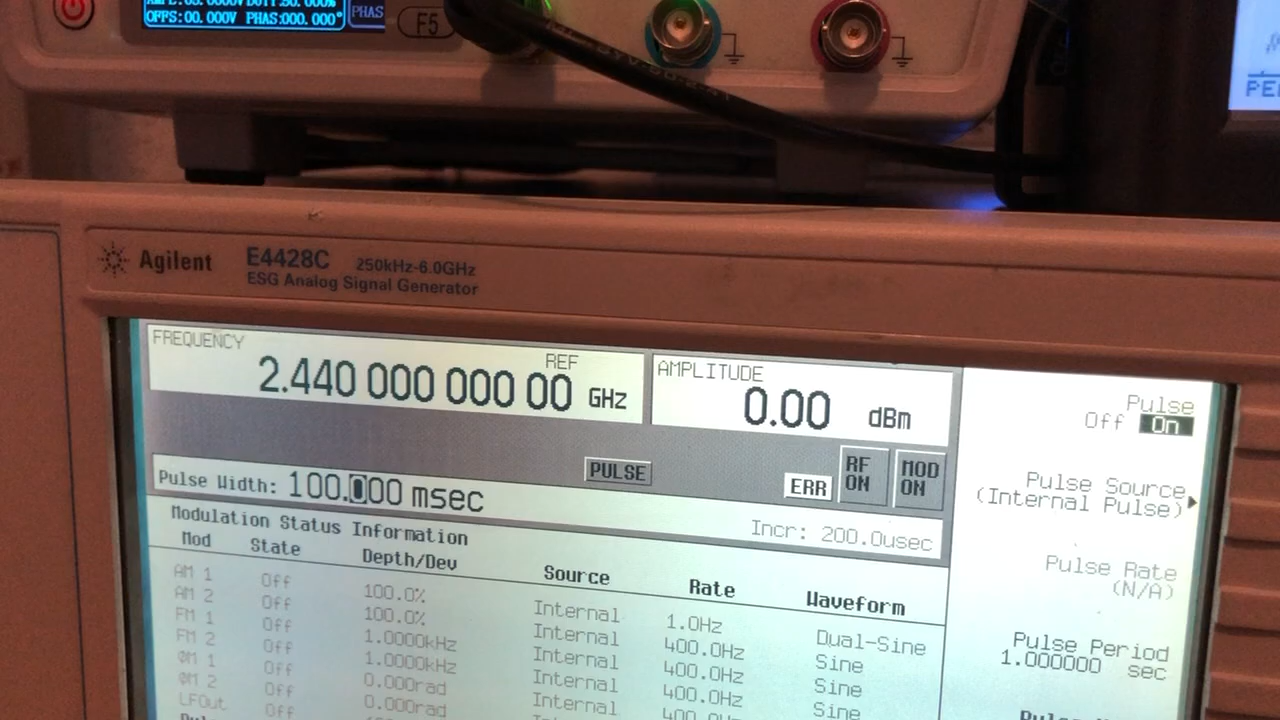 OFFS:00.000V PHAS:000.000°
PHAS
F5
Agilent E4428C 250kHz-6.0GHz
ESG Analog Signal Generator
FREQUENCY
REF
2.440 000 000 00 GHz
AMPLITUDE
0.00 dBm
Pulse
Off On
PULSE
ERR
RF
ON
MOD
ON
Pulse Width: 100.000 msec
Incr: 200.0usec
Pulse Source
(Internal Pulse)
Pulse Rate
(N/A)
Pulse Period
1.000000 sec
Modulation Status Information
Mod State Depth/Dev Source Rate Waveform
AM 1 Off 100.0% Internal 1.0Hz Dual-Sine
AM 2 Off 100.0% Internal 400.0Hz Sine
FM 1 Off 1.0000kHz Internal 400.0Hz Sine
FM 2 Off 1.0000kHz Internal 400.0Hz Sine
ØM 1 Off 0.000rad Internal
ØM 2 Off 0.000rad
LFOut Off